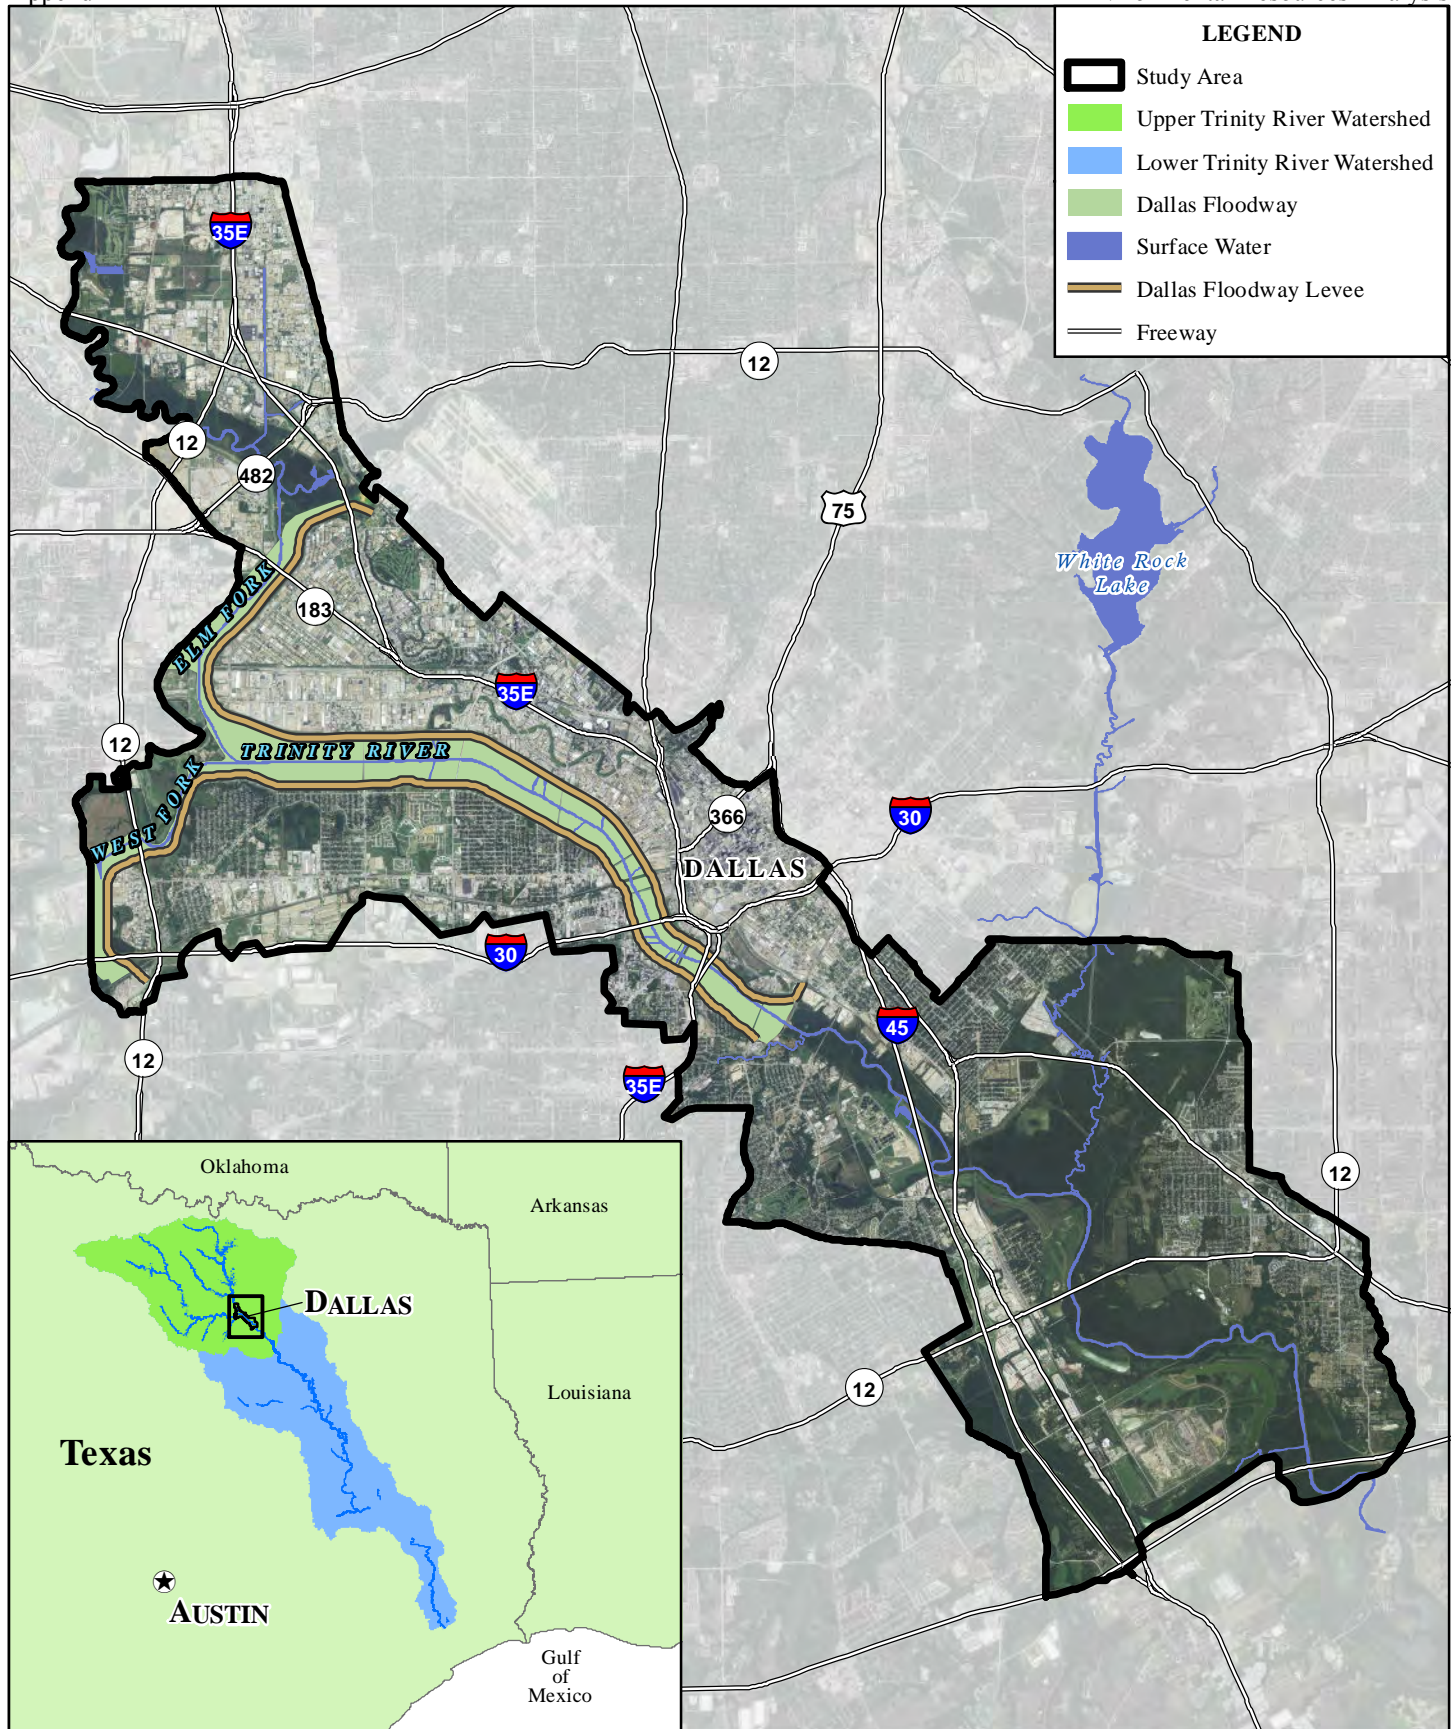 LEGEND
Study Area
Upper Trinity River Watershed
Lower Trinity River Watershed
Dallas Floodway
Surface Water
Dallas Floodway Levee
Freeway
35E
12
12
482
75
White Rock
Lake
183
ELM FORK
35E
12
TRINITY RIVER
WEST FORK
366
30
DALLAS
30
45
12
35E
12
12
Oklahoma
Arkansas
DALLAS
Louisiana
Texas
AUSTIN
Gulf
of
Mexico